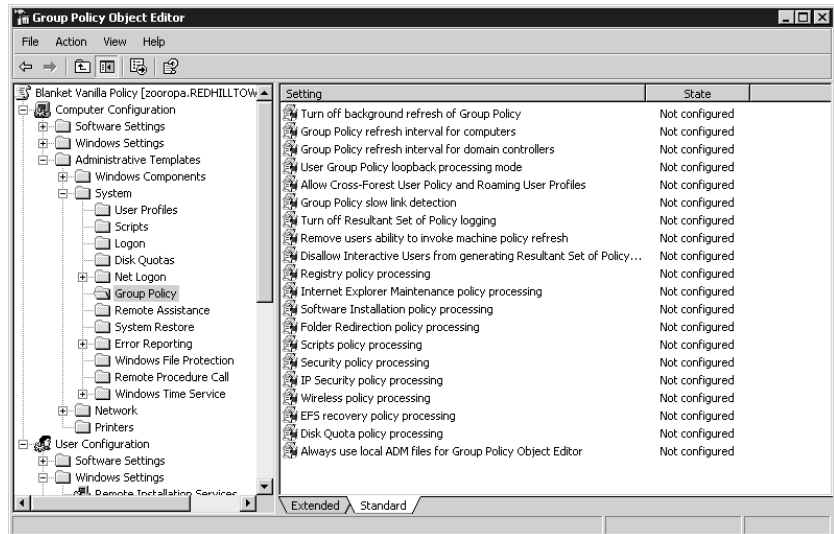 Group Policy Object Editor
File Action View Help
Blanket Vanilla Policy [zooropa.REDHILLTOW
Computer Configuration
Software Settings
Windows Settings
Administrative Templates
Windows Components
System
User Profiles
Scripts
Logon
Disk Quotas
Net Logon
Group Policy
Remote Assistance
System Restore
Error Reporting
Windows File Protection
Remote Procedure Call
Windows Time Service
Network
Printers
User Configuration
Software Settings
Windows Settings
Remote Installation Services
Setting State
Turn off background refresh of Group Policy Not configured
Group Policy refresh interval for computers Not configured
Group Policy refresh interval for domain controllers Not configured
User Group Policy loopback processing mode Not configured
Allow Cross-Forest User Policy and Roaming User Profiles Not configured
Group Policy slow link detection Not configured
Turn off Resultant Set of Policy logging Not configured
Remove users ability to invoke machine policy refresh Not configured
Disallow Interactive Users from generating Resultant Set of Policy... Not configured
Registry policy processing Not configured
Internet Explorer Maintenance policy processing Not configured
Software Installation policy processing Not configured
Folder Redirection policy processing Not configured
Scripts policy processing Not configured
Security policy processing Not configured
IP Security policy processing Not configured
Wireless policy processing Not configured
EFS recovery policy processing Not configured
Disk Quota policy processing Not configured
Always use local ADM files for Group Policy Object Editor Not configured
Extended Standard